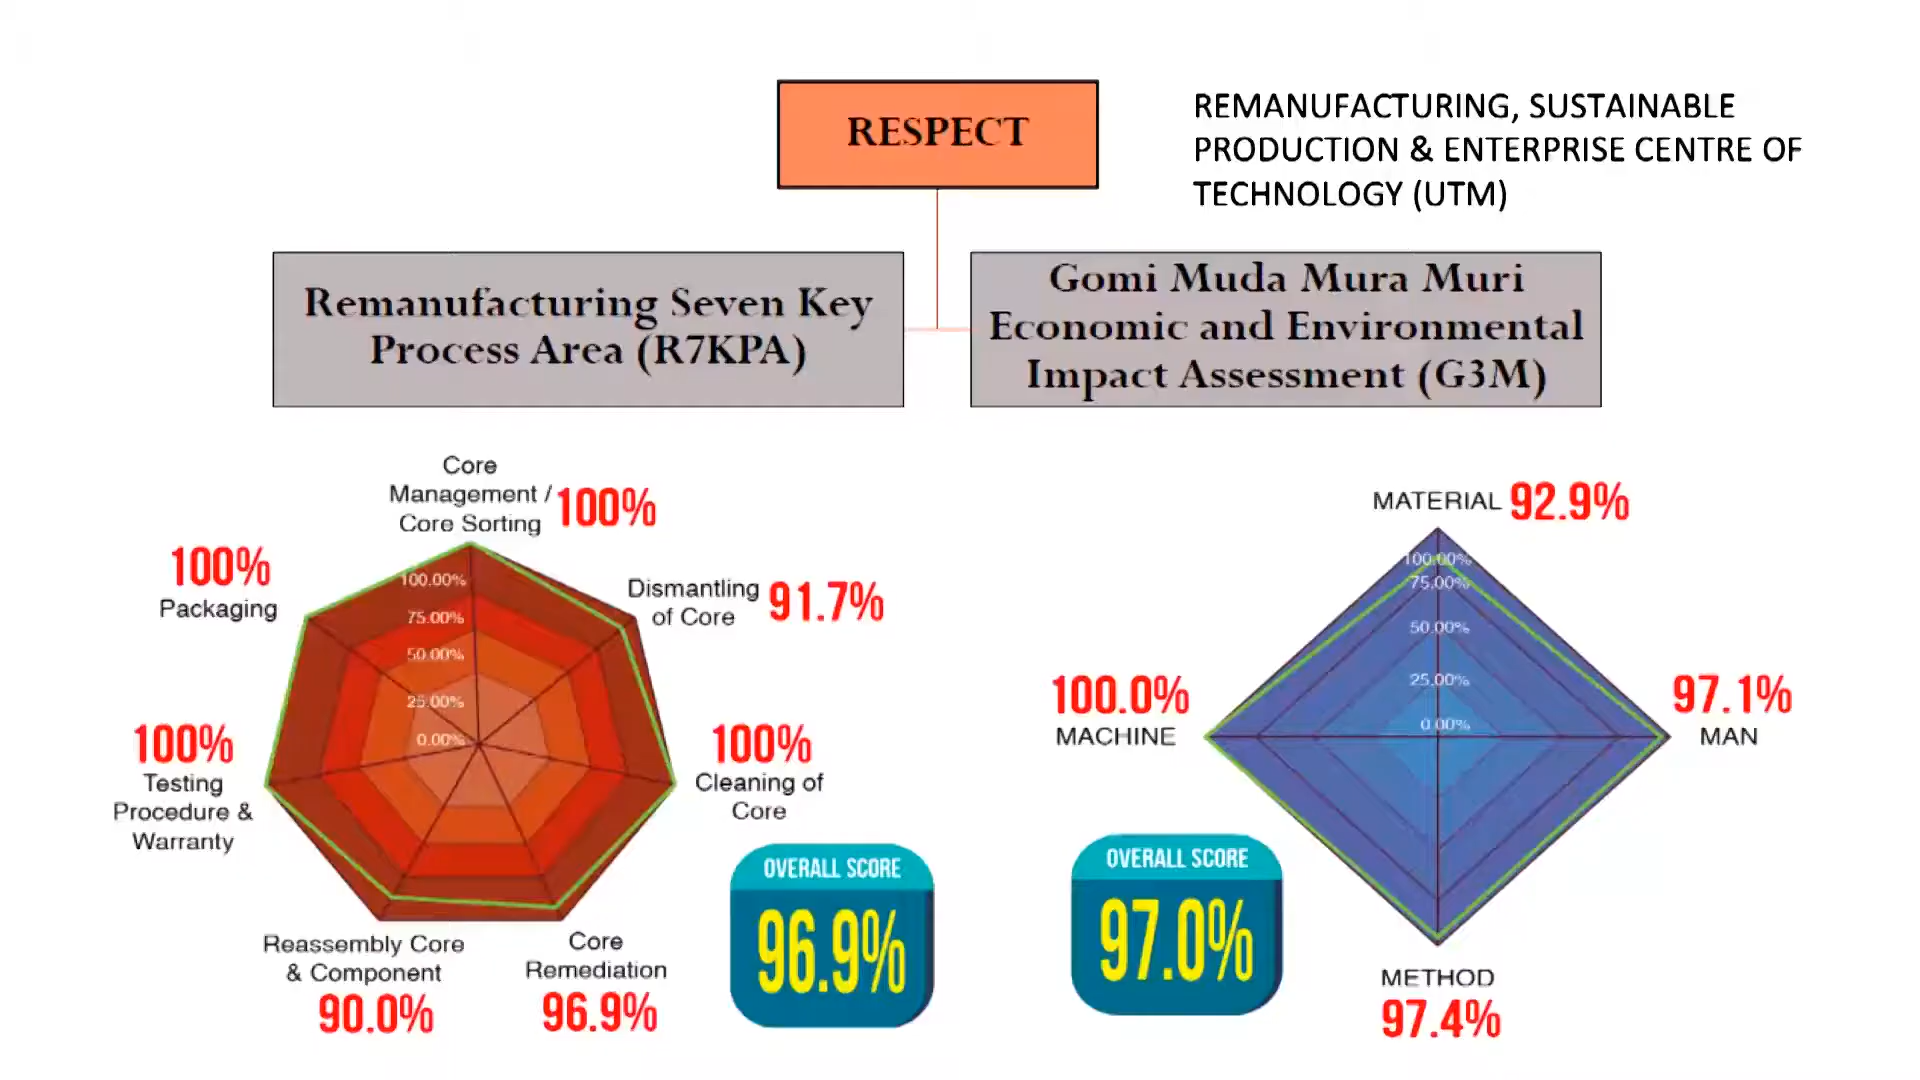 RESPECT
REMANUFACTURING, SUSTAINABLE
PRODUCTION & ENTERPRISE CENTRE OF
TECHNOLOGY (UTM)
Remanufacturing Seven Key
Process Area (R7KPA)
Gomi Muda Mura Muri
Economic and Environmental
Impact Assessment (G3M)
Core
Management /
Core Sorting
100%
100%
Packaging
Dismantling
of Core
91.7%
100.00%
75.00%
50.00%
25.00%
0.00%
100%
Testing
Procedure &
Warranty
100%
Cleaning of
Core
Reassembly Core
& Component
90.0%
Core
Remediation
96.9%
OVERALL SCORE
96.9%
MATERIAL 92.9%
100.00%
75.00%
50.00%
25.00%
0.00%
100.0%
MACHINE
97.1%
MAN
OVERALL SCORE
97.0%
METHOD
97.4%